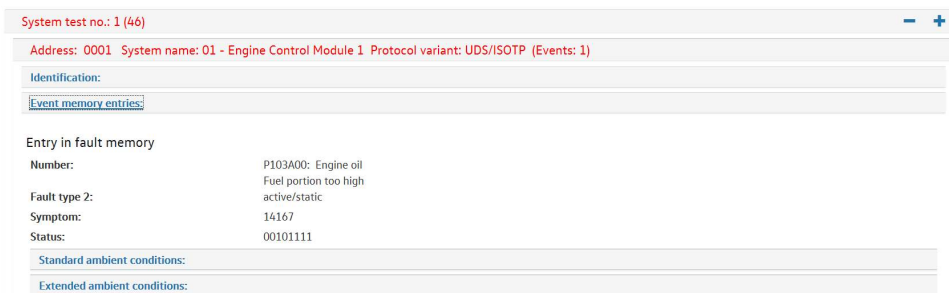 System test no.: 1 (46)
Address: 0001 System name: 01 - Engine Control Module 1 Protocol variant: UDS/ISOTP (Events: 1)
Identification:
Event memory entries:
Entry in fault memory
Number: P103A00: Engine oil
Fuel portion too high
Fault type 2: active/static
Symptom: 14167
Status: 00101111
Standard ambient conditions:
Extended ambient conditions: